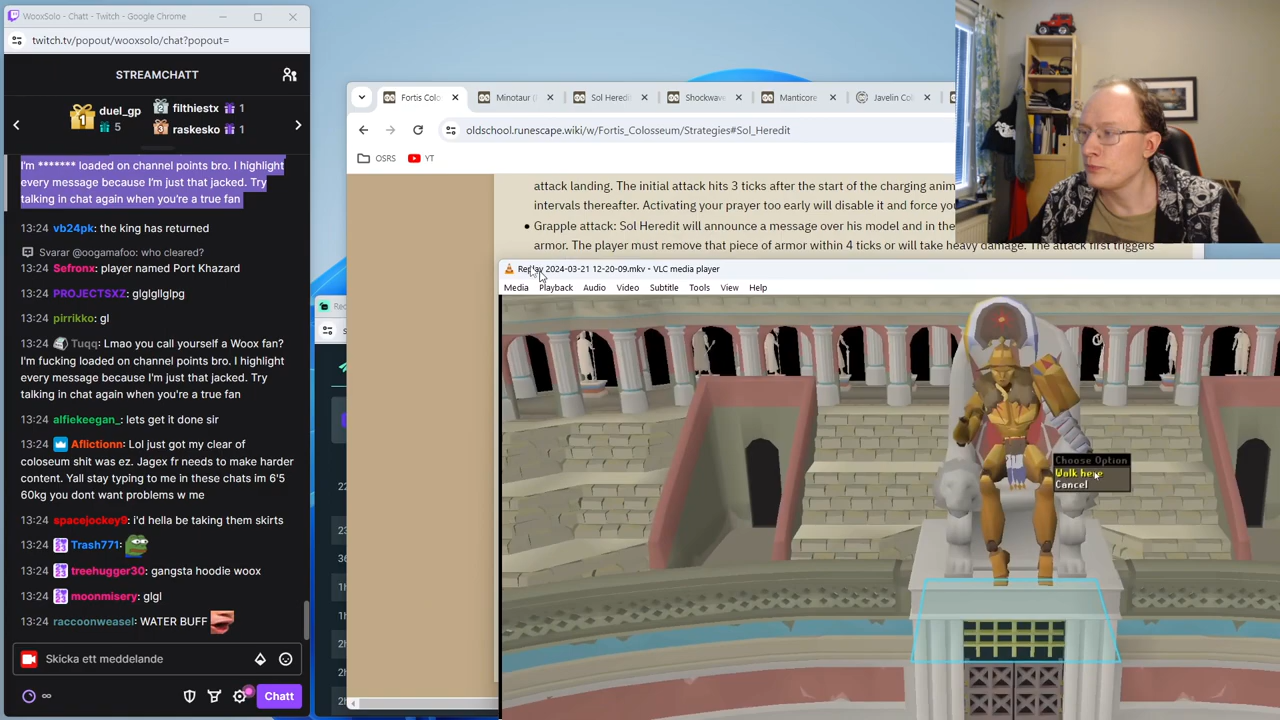 WooxSolo - Chatt - Twitch - Google Chrome
twitch.tv/popout/wooxsolo/chat?popout=
STREAMCHATT
duel_gp
5
filthiestx 1
raskesko 1
I'm ******* loaded on channel points bro. I highlight
every message because I'm just that jacked. Try
talking in chat again when you're a true fan
vb24pk: the king has returned
Svarar @oogamafoo: who cleared?
13:24 Sefronx: player named Port Khazard
13:24 PROJECTSXZ: glglgllglpg
13:24 pirrikko: gl
13:24 Tuqq: Lmao you call yourself a Woox fan?
I'm fucking loaded on channel points bro. I highlight
every message because I'm just that jacked. Try
talking in chat again when you're a true fan
13:24 alfiekeegan_: lets get it done sir
13:24 Aflictionn: Lol just got my clear of
coloseum shit was ez. Jagex fr needs to make harder
content. Yall stay typing to me in these chats im 6'5
60kg you dont want problems w me
13:24 spacejockey9: i'd hella be taking them skirts
13:24 Trash771:
13:24 treehugger30: gangsta hoodie woox
13:24 moonmisery: glgl
13:24 raccoonweasel: WATER BUFF
Skicka ett meddelande
Chatt
Fortis Colo
Minotaur (
Sol Heredi
Shockwave
Manticore
Javelin Col
oldschool.runescape.wiki/w/Fortis_Colosseum/Strategies#Sol_Heredit
OSRS
YT
attack landing. The initial attack hits 3 ticks after the start of the charging anim
intervals thereafter. Activating your prayer too early will disable it and force yo
Grapple attack: Sol Heredit will announce a message over his model and in the
armor. The player must remove that piece of armor within 4 ticks or will take heavy damage. The attack first triggers
Replay 2024-03-21 12-20-09.mkv - VLC media player
Media Playback Audio Video Subtitle Tools View Help
Choose Option
Walk here
Cancel